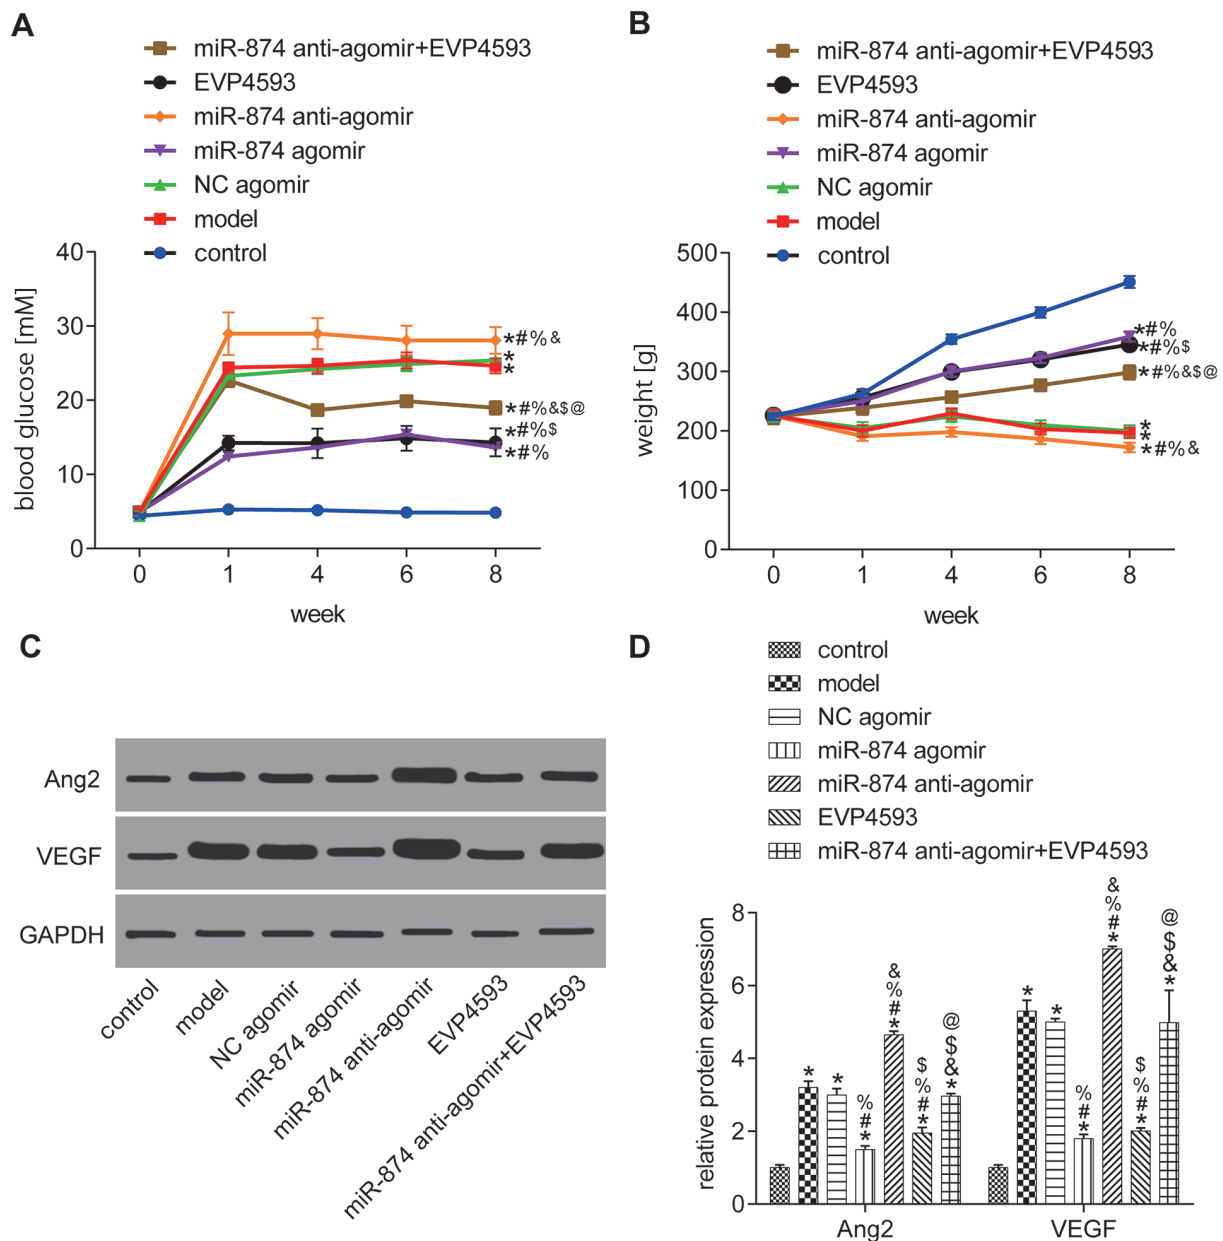 A
miR-874 anti-agomir+EVP4593
EVP4593
miR-874 anti-agomir
miR-874 agomir
NC agomir
model
control
blood glucose [mM]
40
30
20
10
0
*#%&
*
*
*#%&$@
*#%$
*#%
0 1 4 6 8
week
B
miR-874 anti-agomir+EVP4593
EVP4593
miR-874 anti-agomir
miR-874 agomir
NC agomir
model
control
weight [g]
500
400
300
200
100
0
*#%
*#%$
*#%&$@
*
*
*#%&
0 1 4 6 8
week
C
Ang2
VEGF
GAPDH
control
model
NC agomir
miR-874 agomir
miR-874 anti-agomir
EVP4593
miR-874 anti-agomir+EVP4593
D
control
model
NC agomir
miR-874 agomir
miR-874 anti-agomir
EVP4593
miR-874 anti-agomir+EVP4593
relative protein expression
8
6
4
2
0
*
*
%#*
&%#*
$%#*
@$&*
*
*
%#*
&%#*
$%#*
@$&*
Ang2 VEGF